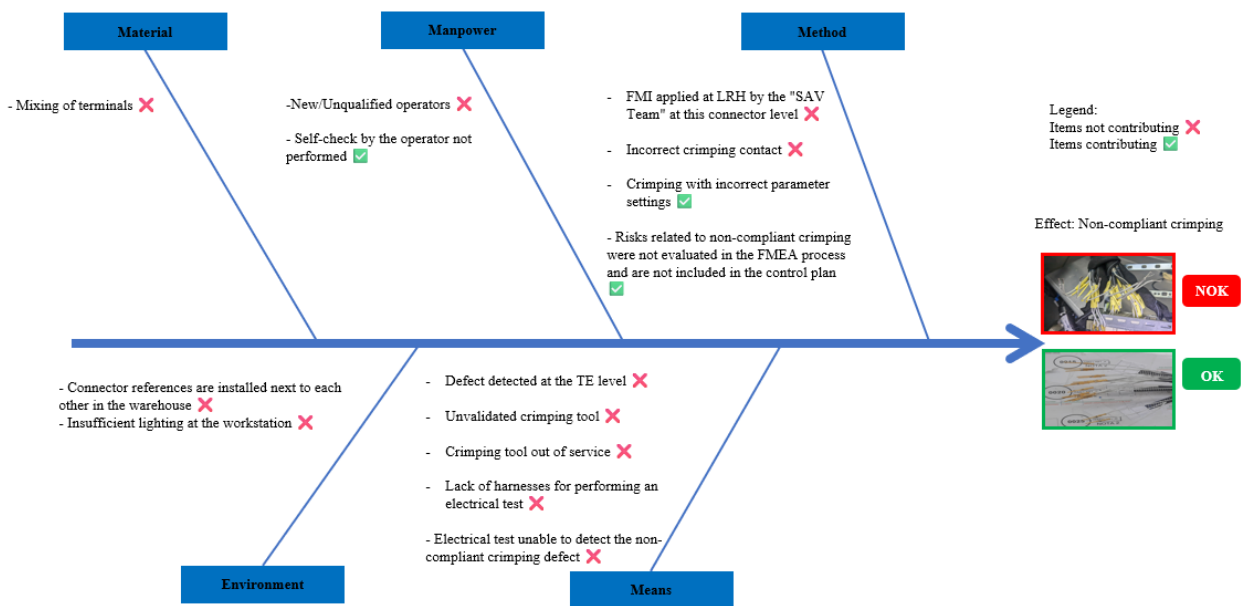 Material
Manpower
Method
- Mixing of terminals ❌
-New/Unqualified operators ❌
- Self-check by the operator not
performed ✅
- FMI applied at LRH by the "SAV
Team" at this connector level ❌
- Incorrect crimping contact ❌
- Crimping with incorrect parameter
settings ✅
- Risks related to non-compliant crimping
were not evaluated in the FMEA process
and are not included in the control plan
✅
Legend:
Items not contributing ❌
Items contributing ✅
Effect: Non-compliant crimping
NOK
OK
- Connector references are installed next to each
other in the warehouse ❌
- Insufficient lighting at the workstation ❌
- Defect detected at the TE level ❌
- Unvalidated crimping tool ❌
- Crimping tool out of service ❌
- Lack of harnesses for performing an
electrical test ❌
- Electrical test unable to detect the non-
compliant crimping defect ❌
Environment
Means